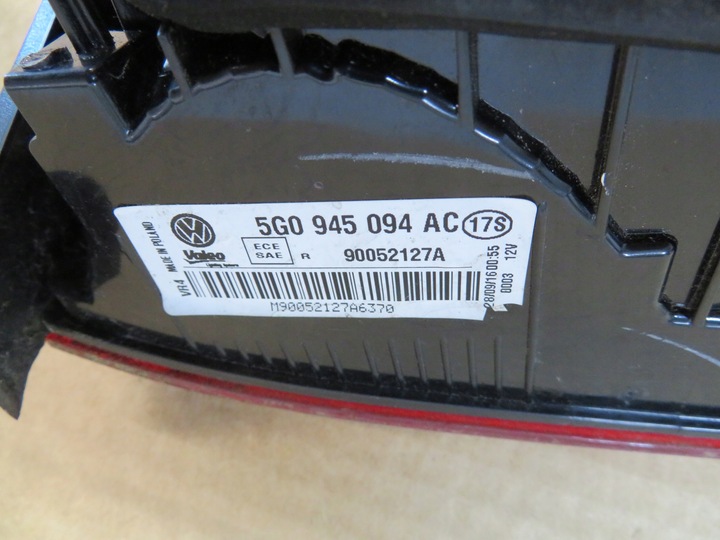 5G0 945 094 AC 17S
VR4 MADE IN POLAND
Valeo
ECE
SAE
R
90052127A
M90052127A6370
28/09/16 00:55
0003 12V